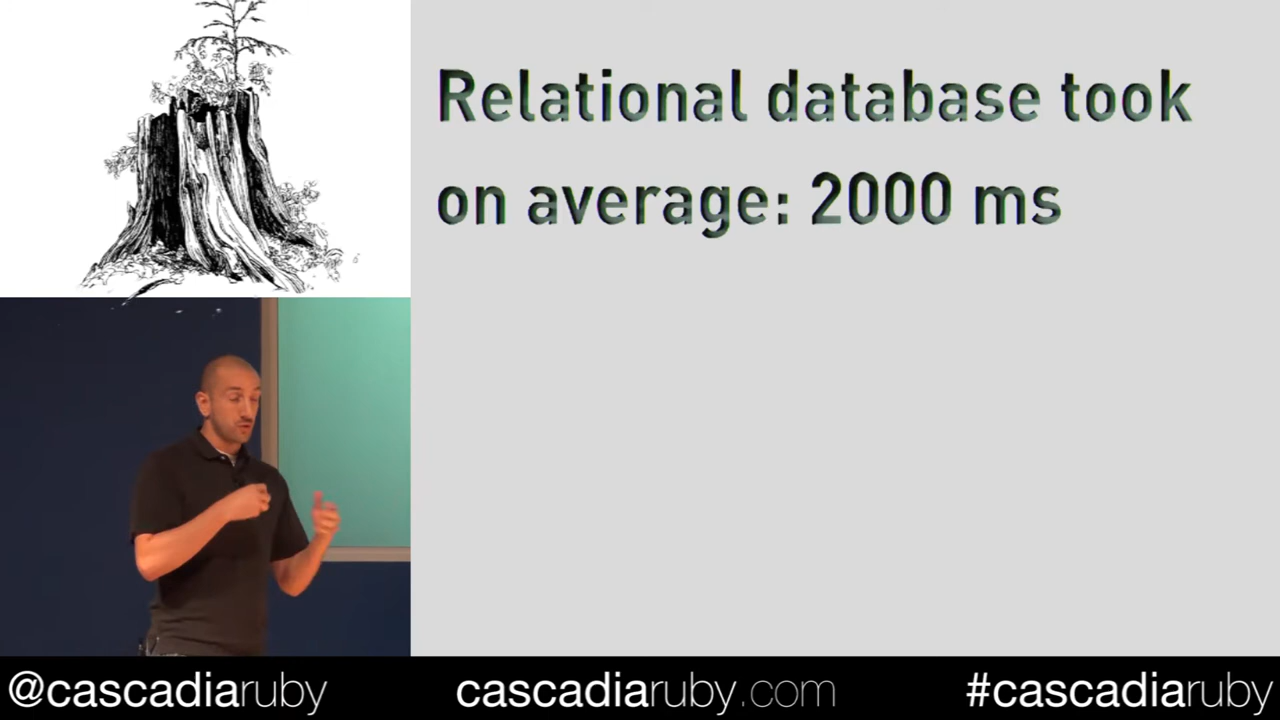 Relational database took
on average: 2000 ms
@cascadiaruby
cascadiaruby.com
#cascadiaruby